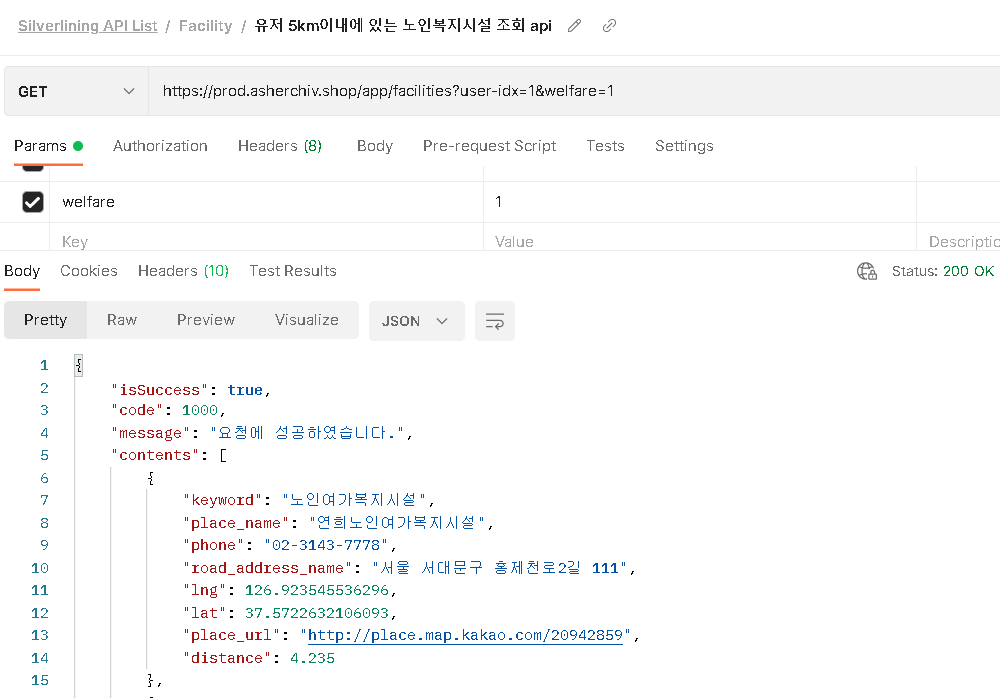 Silverlining API List / Facility / 유저 5km이내에 있는 노인복지시설 조회 api
GET https://prod.asherchiv.shop/app/facilities?user-idx=1&welfare=1
Params Authorization Headers (8) Body Pre-request Script Tests Settings
welfare 1
Key Value Descriptio
Body Cookies Headers (10) Test Results Status: 200 OK
Pretty Raw Preview Visualize JSON
1 {
2 "isSuccess": true,
3 "code": 1000,
4 "message": "요청에 성공하였습니다.",
5 "contents": [
6 {
7 "keyword": "노인여가복지시설",
8 "place_name": "연희노인여가복지시설",
9 "phone": "02-3143-7778",
10 "road_address_name": "서울 서대문구 홍제천로2길 111",
11 "lng": 126.923545536296,
12 "lat": 37.5722632106093,
13 "place_url": "http://place.map.kakao.com/20942859",
14 "distance": 4.235
15 },